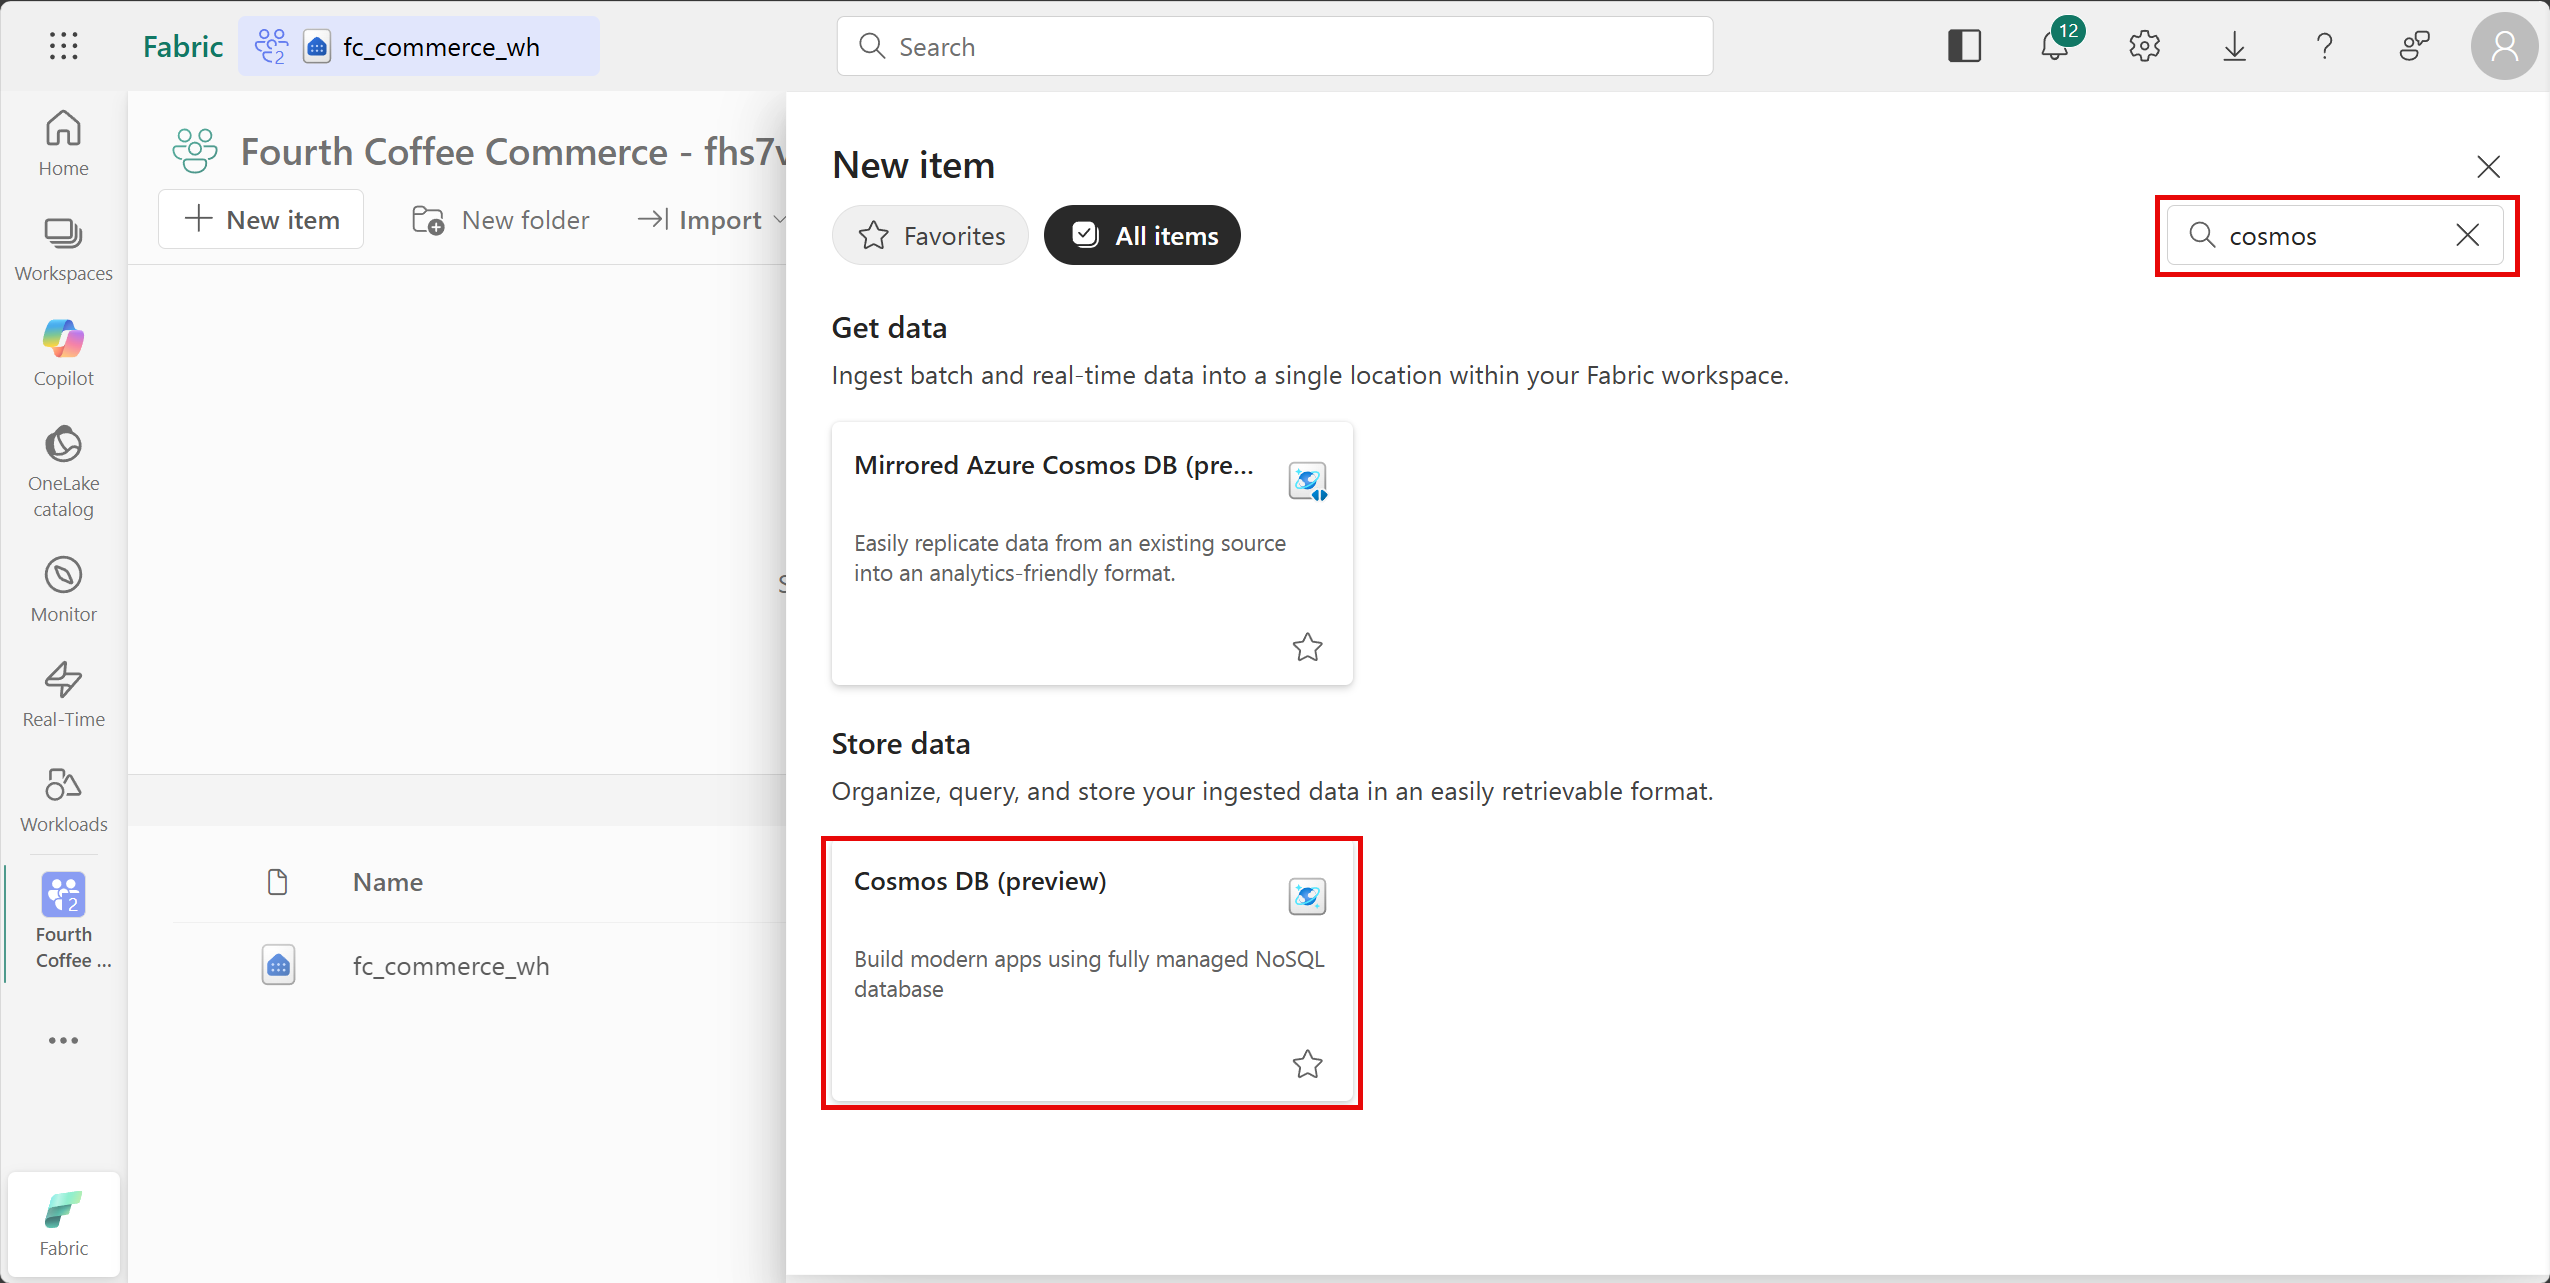 Fabric
2
fc_commerce_wh
Search
12
?
Home
Workspaces
Copilot
OneLake
catalog
Monitor
Real-Time
Workloads
2
Fourth
Coffee ...
Fabric
Fourth Coffee Commerce - fhs7v
New item
New folder
Import
S
Name
fc_commerce_wh
New item
Favorites
All items
cosmos
Get data
Ingest batch and real-time data into a single location within your Fabric workspace.
Mirrored Azure Cosmos DB (pre...
Easily replicate data from an existing source
into an analytics-friendly format.
Store data
Organize, query, and store your ingested data in an easily retrievable format.
Cosmos DB (preview)
Build modern apps using fully managed NoSQL
database